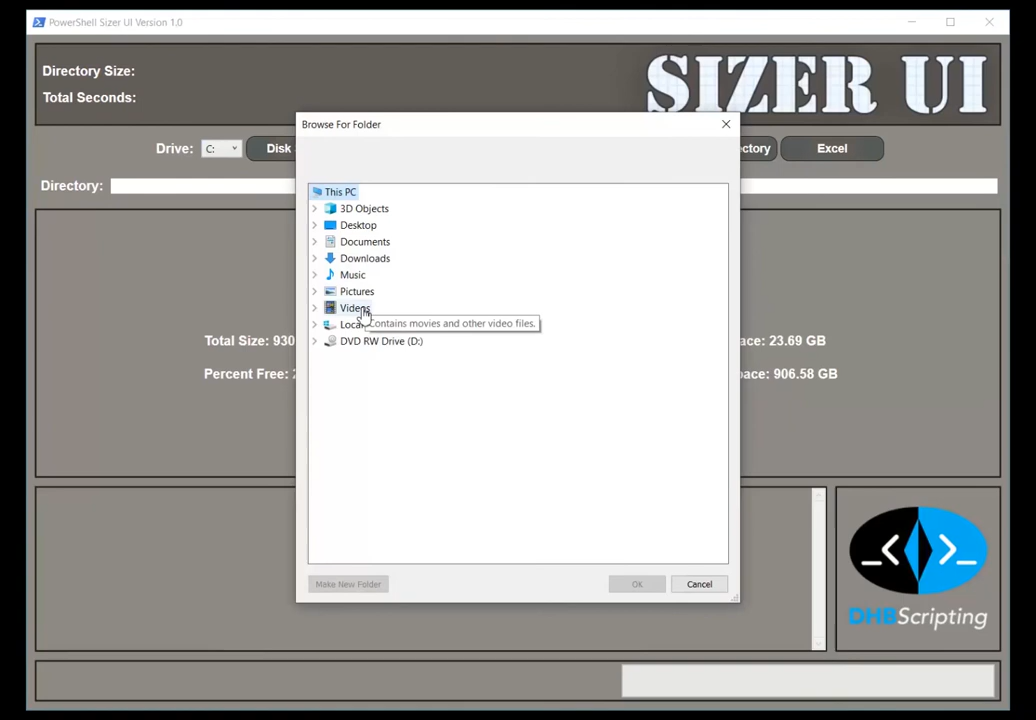 PowerShell Sizer UI Version 1.0
Directory Size:
Total Seconds:
SIZER UI
Browse For Folder
Drive: C: Disk
ectory
Excel
Directory:
This PC
3D Objects
Desktop
Documents
Downloads
Music
Pictures
Videos
Local
Contains movies and other video files.
DVD RW Drive (D:)
Total Size: 930
ace: 23.69 GB
Percent Free: 2
pace: 906.58 GB
Make New Folder
OK
Cancel
_< >_
DHBScripting